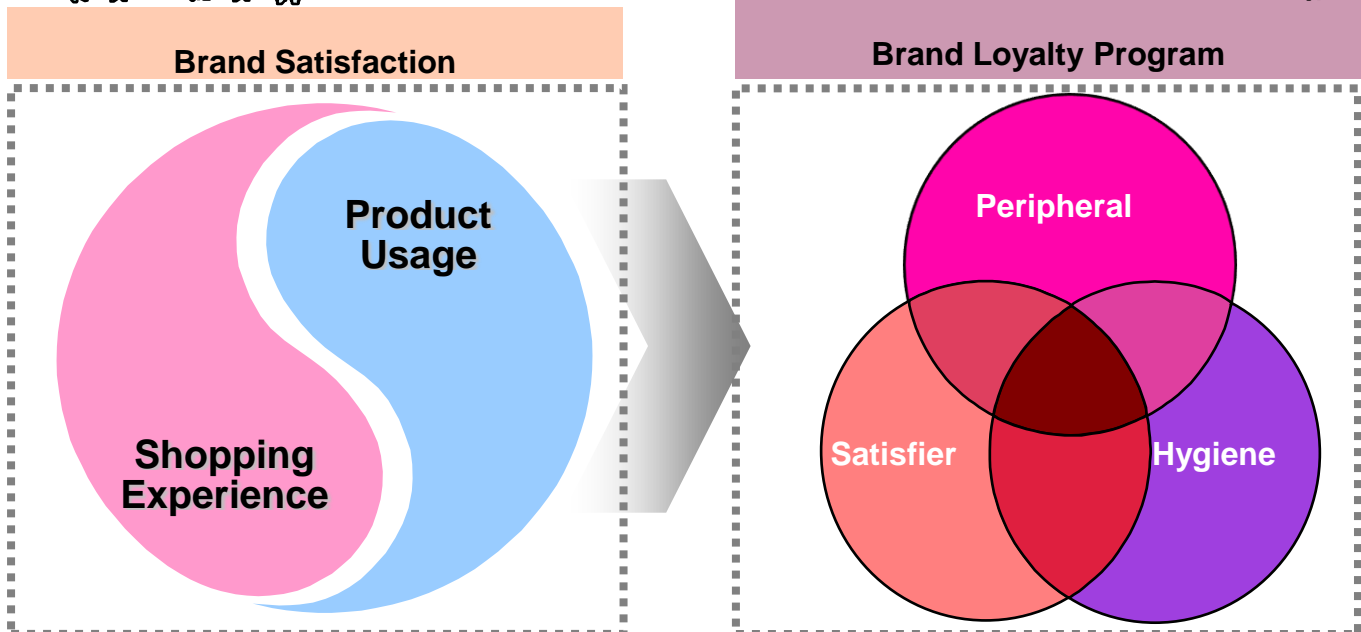 Brand Satisfaction
Brand Loyalty Program
Product
Usage
Shopping
Experience
Peripheral
Satisfier
Hygiene